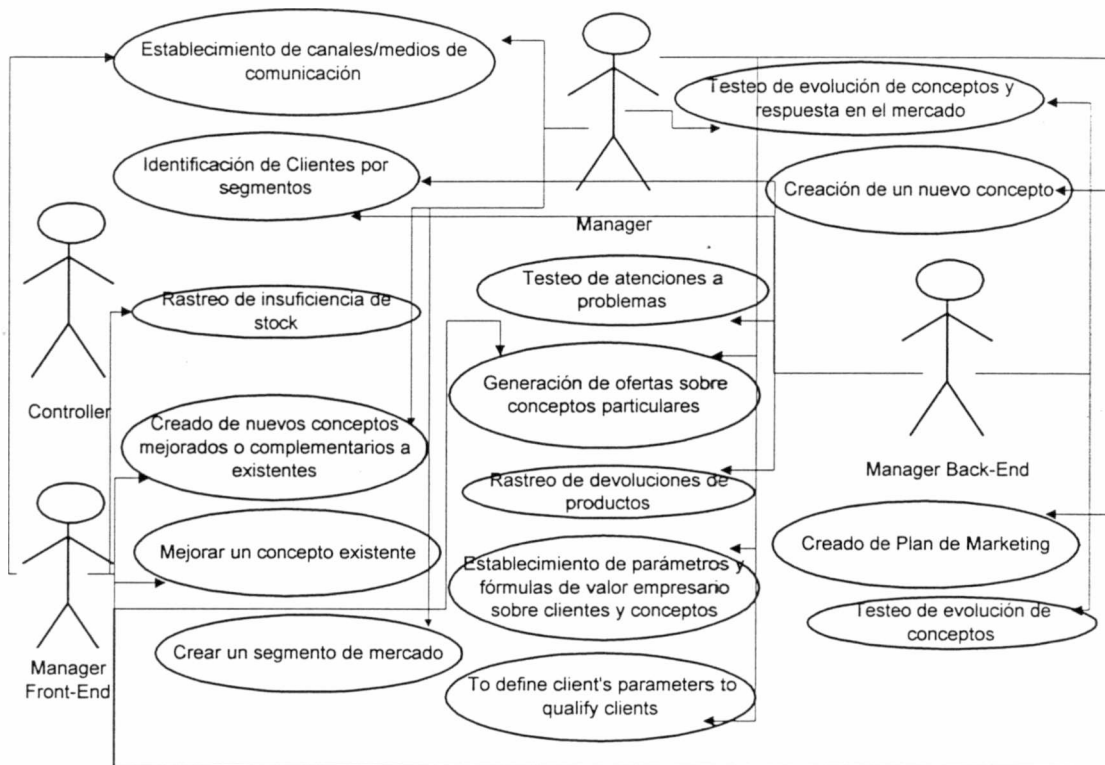 Establecimiento de canales/medios de
comunicación
Testeo de evolución de conceptos y
respuesta en el mercado
Identificación de Clientes por
segmentos
Creación de un nuevo concepto
Manager
Testeo de atenciones a
problemas
Rastreo de insuficiencia de
stock
Generación de ofertas sobre
conceptos particulares
Controller
Creado de nuevos conceptos
mejorados o complementarios a
existentes
Manager Back-End
Rastreo de devoluciones de
productos
Mejorar un concepto existente
Creado de Plan de Marketing
Establecimiento de parámetros y
fórmulas de valor empresario
sobre clientes y conceptos
Testeo de evolución de
conceptos
Crear un segmento de mercado
Manager
Front-End
To define client's parameters to
qualify clients